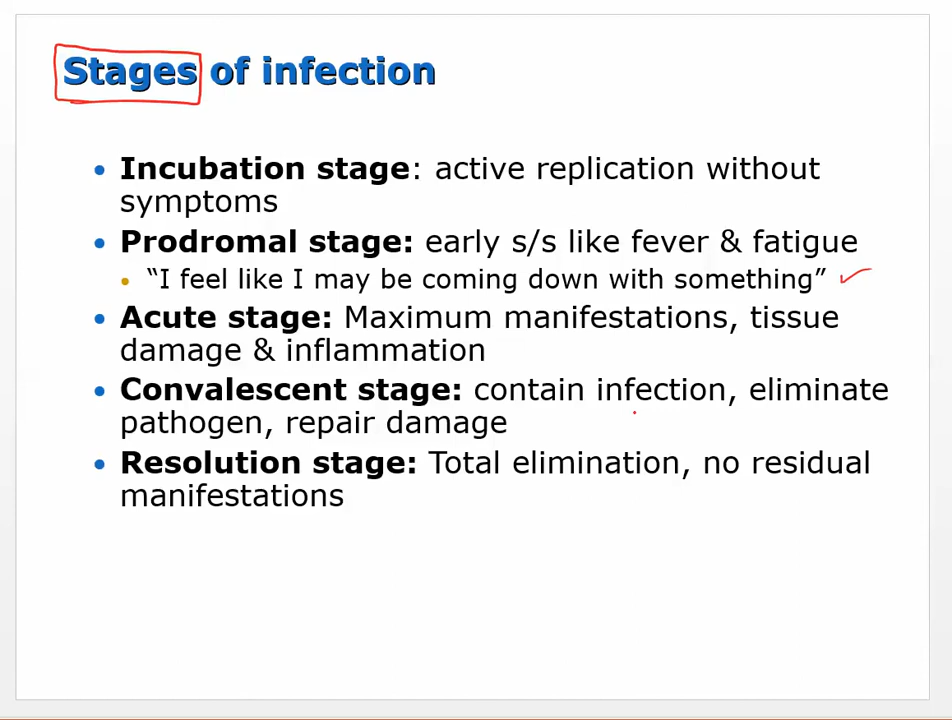 Stages of infection
• Incubation stage: active replication without
symptoms
• Prodromal stage: early s/s like fever & fatigue
• “I feel like I may be coming down with something”
• Acute stage: Maximum manifestations, tissue
damage & inflammation
• Convalescent stage: contain infection, eliminate
pathogen, repair damage
• Resolution stage: Total elimination, no residual
manifestations